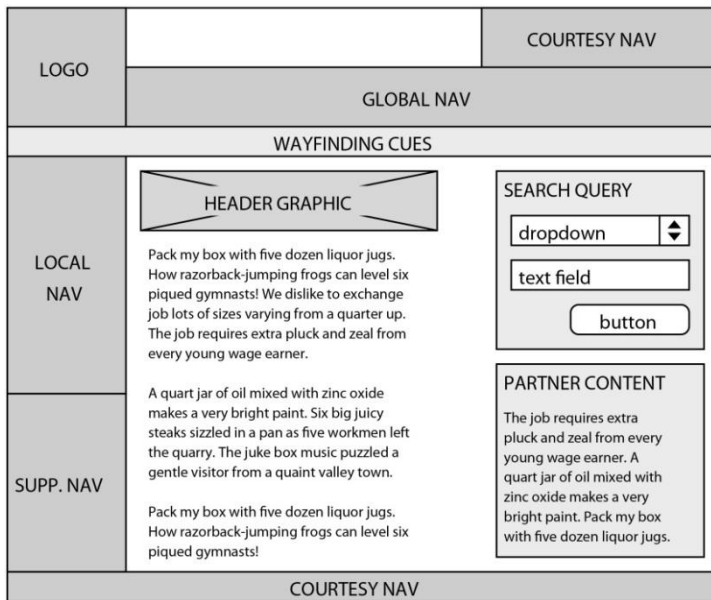 LOGO
COURTESY NAV
GLOBAL NAV
WAYFINDING CUES
LOCAL
NAV
SUPP. NAV
HEADER GRAPHIC
Pack my box with five dozen liquor jugs.
How razorback-jumping frogs can level six
piqued gymnasts! We dislike to exchange
job lots of sizes varying from a quarter up.
The job requires extra pluck and zeal from
every young wage earner.
A quart jar of oil mixed with zinc oxide
makes a very bright paint. Six big juicy
steaks sizzled in a pan as five workmen left
the quarry. The juke box music puzzled a
gentle visitor from a quaint valley town.
Pack my box with five dozen liquor jugs.
How razorback-jumping frogs can level six
piqued gymnasts!
SEARCH QUERY
dropdown
text field
button
PARTNER CONTENT
The job requires extra
pluck and zeal from every
young wage earner. A
quart jar of oil mixed with
zinc oxide makes a very
bright paint. Pack my box
with five dozen liquor jugs.
COURTESY NAV